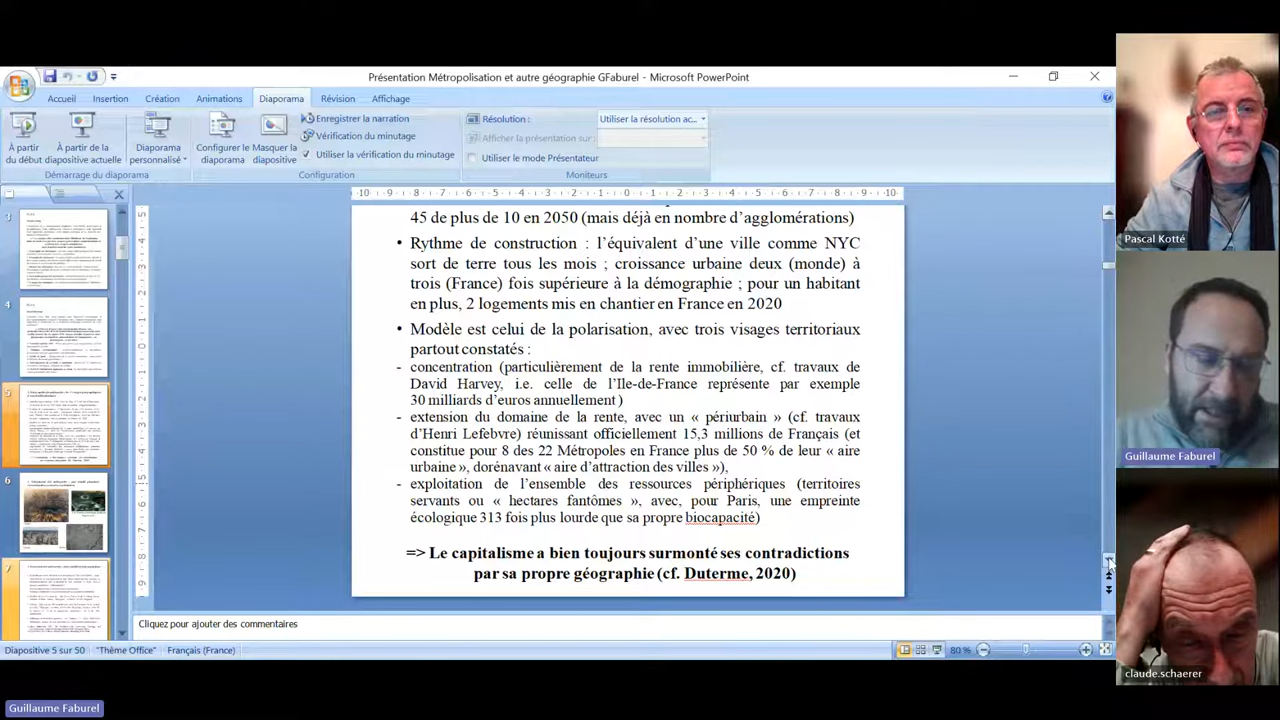 Présentation Métropolisation et autre géographie GFaburel - Microsoft PowerPoint
Accueil Insertion Création Animations Diaporama Révision Affichage
À partir du début
À partir de la diapositive actuelle
Diaporama personnalisé
Démarrage du diaporama
Configurer le diaporama
Masquer la diapositive
Enregistrer la narration
Vérification du minutage
Utiliser la vérification du minutage
Configuration
Résolution :
Utiliser la résolution ac...
Afficher la présentation sur :
Utiliser le mode Présentateur
Moniteurs
3
4
5
6
7
45 de plus de 10 en 2050 (mais déjà en nombre d'agglomérations)
• Rythme de construction : l'équivalent d'une ville comme NYC
sort de terre tous les mois ; croissance urbaine deux (monde) à
trois (France) fois supérieure à la démographie ; pour un habitant
en plus, 2 logements mis en chantier en France en 2020
• Modèle est celui de la polarisation, avec trois visages territoriaux
partout constatés :
- concentration (particulièrement de la rente immobilière, cf. travaux de
David Harvey, i.e. celle de l'Ile-de-France représente par exemple
30 milliards d'euros annuellement )
- extension urbaine de la rente, avec un « périurbain » (cf. travaux
d'Henri Lefebvre) réunissant officiellement 15,3 millions de Français (et
constitue pour les 22 Métropoles en France plus de 50 % de leur « aire
urbaine », dorénavant « aire d'attraction des villes »),
- exploitation de l'ensemble des ressources périphériques (territoires
servants ou « hectares fantômes », avec, pour Paris, une empreinte
écologique 313 fois plus lourde que sa propre biocapacité)
=> Le capitalisme a bien toujours surmonté ses contradictions
par sa propre géographie (cf. Duterme, 2020)
Cliquez pour ajouter des commentaires
Diapositive 5 sur 50 "Thème Office" Français (France) 80 %
Pascal Kotté
Guillaume Faburel
claude.schaerer
Guillaume Faburel